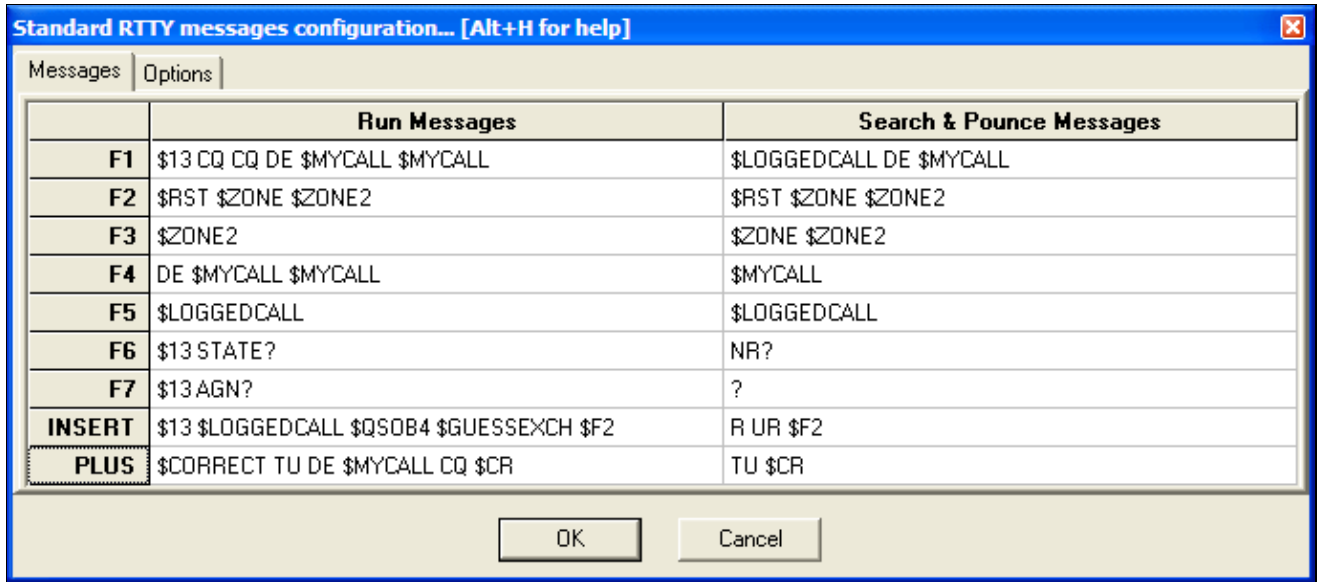 Standard RTTY messages configuration... [Alt+H for help]
Messages Options
Run Messages Search & Pounce Messages
F1 $13 CQ CQ DE $MYCALL $MYCALL $LOGGEDCALL DE $MYCALL
F2 $RST $ZONE $ZONE2 $RST $ZONE $ZONE2
F3 $ZONE2 $ZONE $ZONE2
F4 DE $MYCALL $MYCALL $MYCALL
F5 $LOGGEDCALL $LOGGEDCALL
F6 $13 STATE? NR?
F7 $13 AGN? ?
INSERT $13 $LOGGEDCALL $QSOB4 $GUESSEXCH $F2 R UR $F2
PLUS $CORRECT TU DE $MYCALL CQ $CR TU $CR
OK Cancel